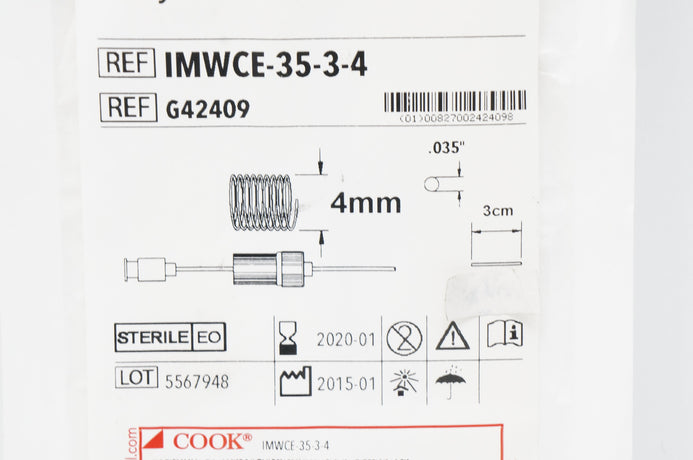 REF IMWCE-35-3-4
REF G42409
(01)00827002424098
.035"
4mm
3cm
STERILE EO 2020-01
LOT 5567948 2015-01
COOK® IMWCE-35-3-4